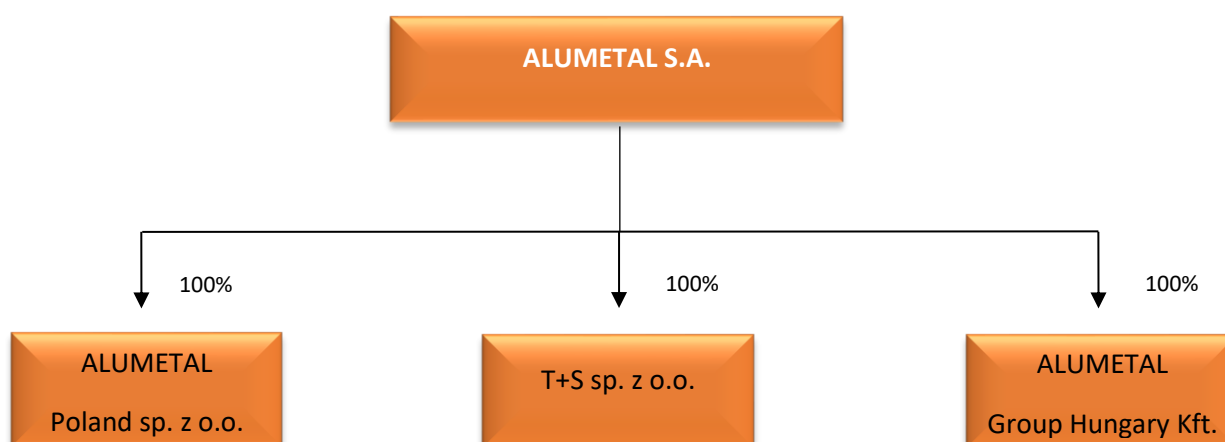 ALUMETAL S.A.
100%
100%
100%
ALUMETAL
Poland sp. z o.o.
T+S sp. z o.o.
ALUMETAL
Group Hungary Kft.